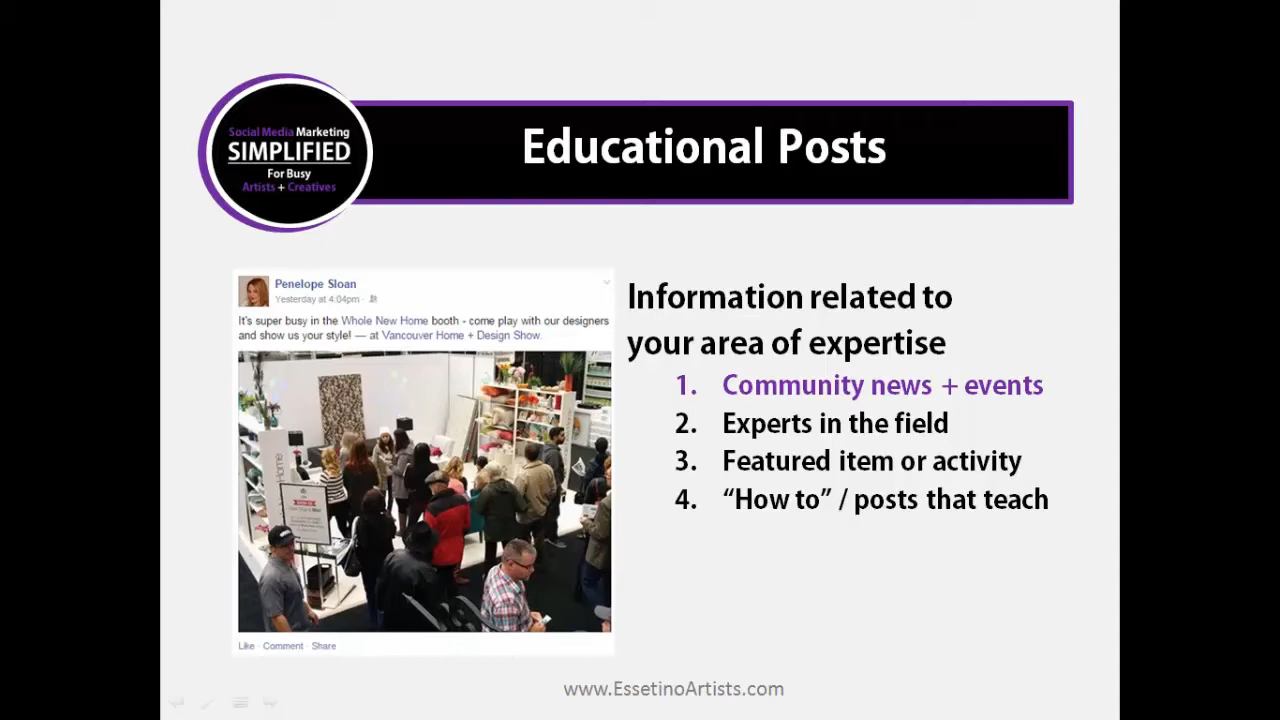 Social Media Marketing
SIMPLIFIED
For Busy
Artists + Creatives
Educational Posts
Penelope Sloan
Yesterday at 4:04pm ·
It's super busy in the Whole New Home booth - come play with our designers
and show us your style! — at Vancouver Home + Design Show.
Like · Comment · Share
Information related to
your area of expertise
1. Community news + events
2. Experts in the field
3. Featured item or activity
4. “How to” / posts that teach
www.EssetinoArtists.com